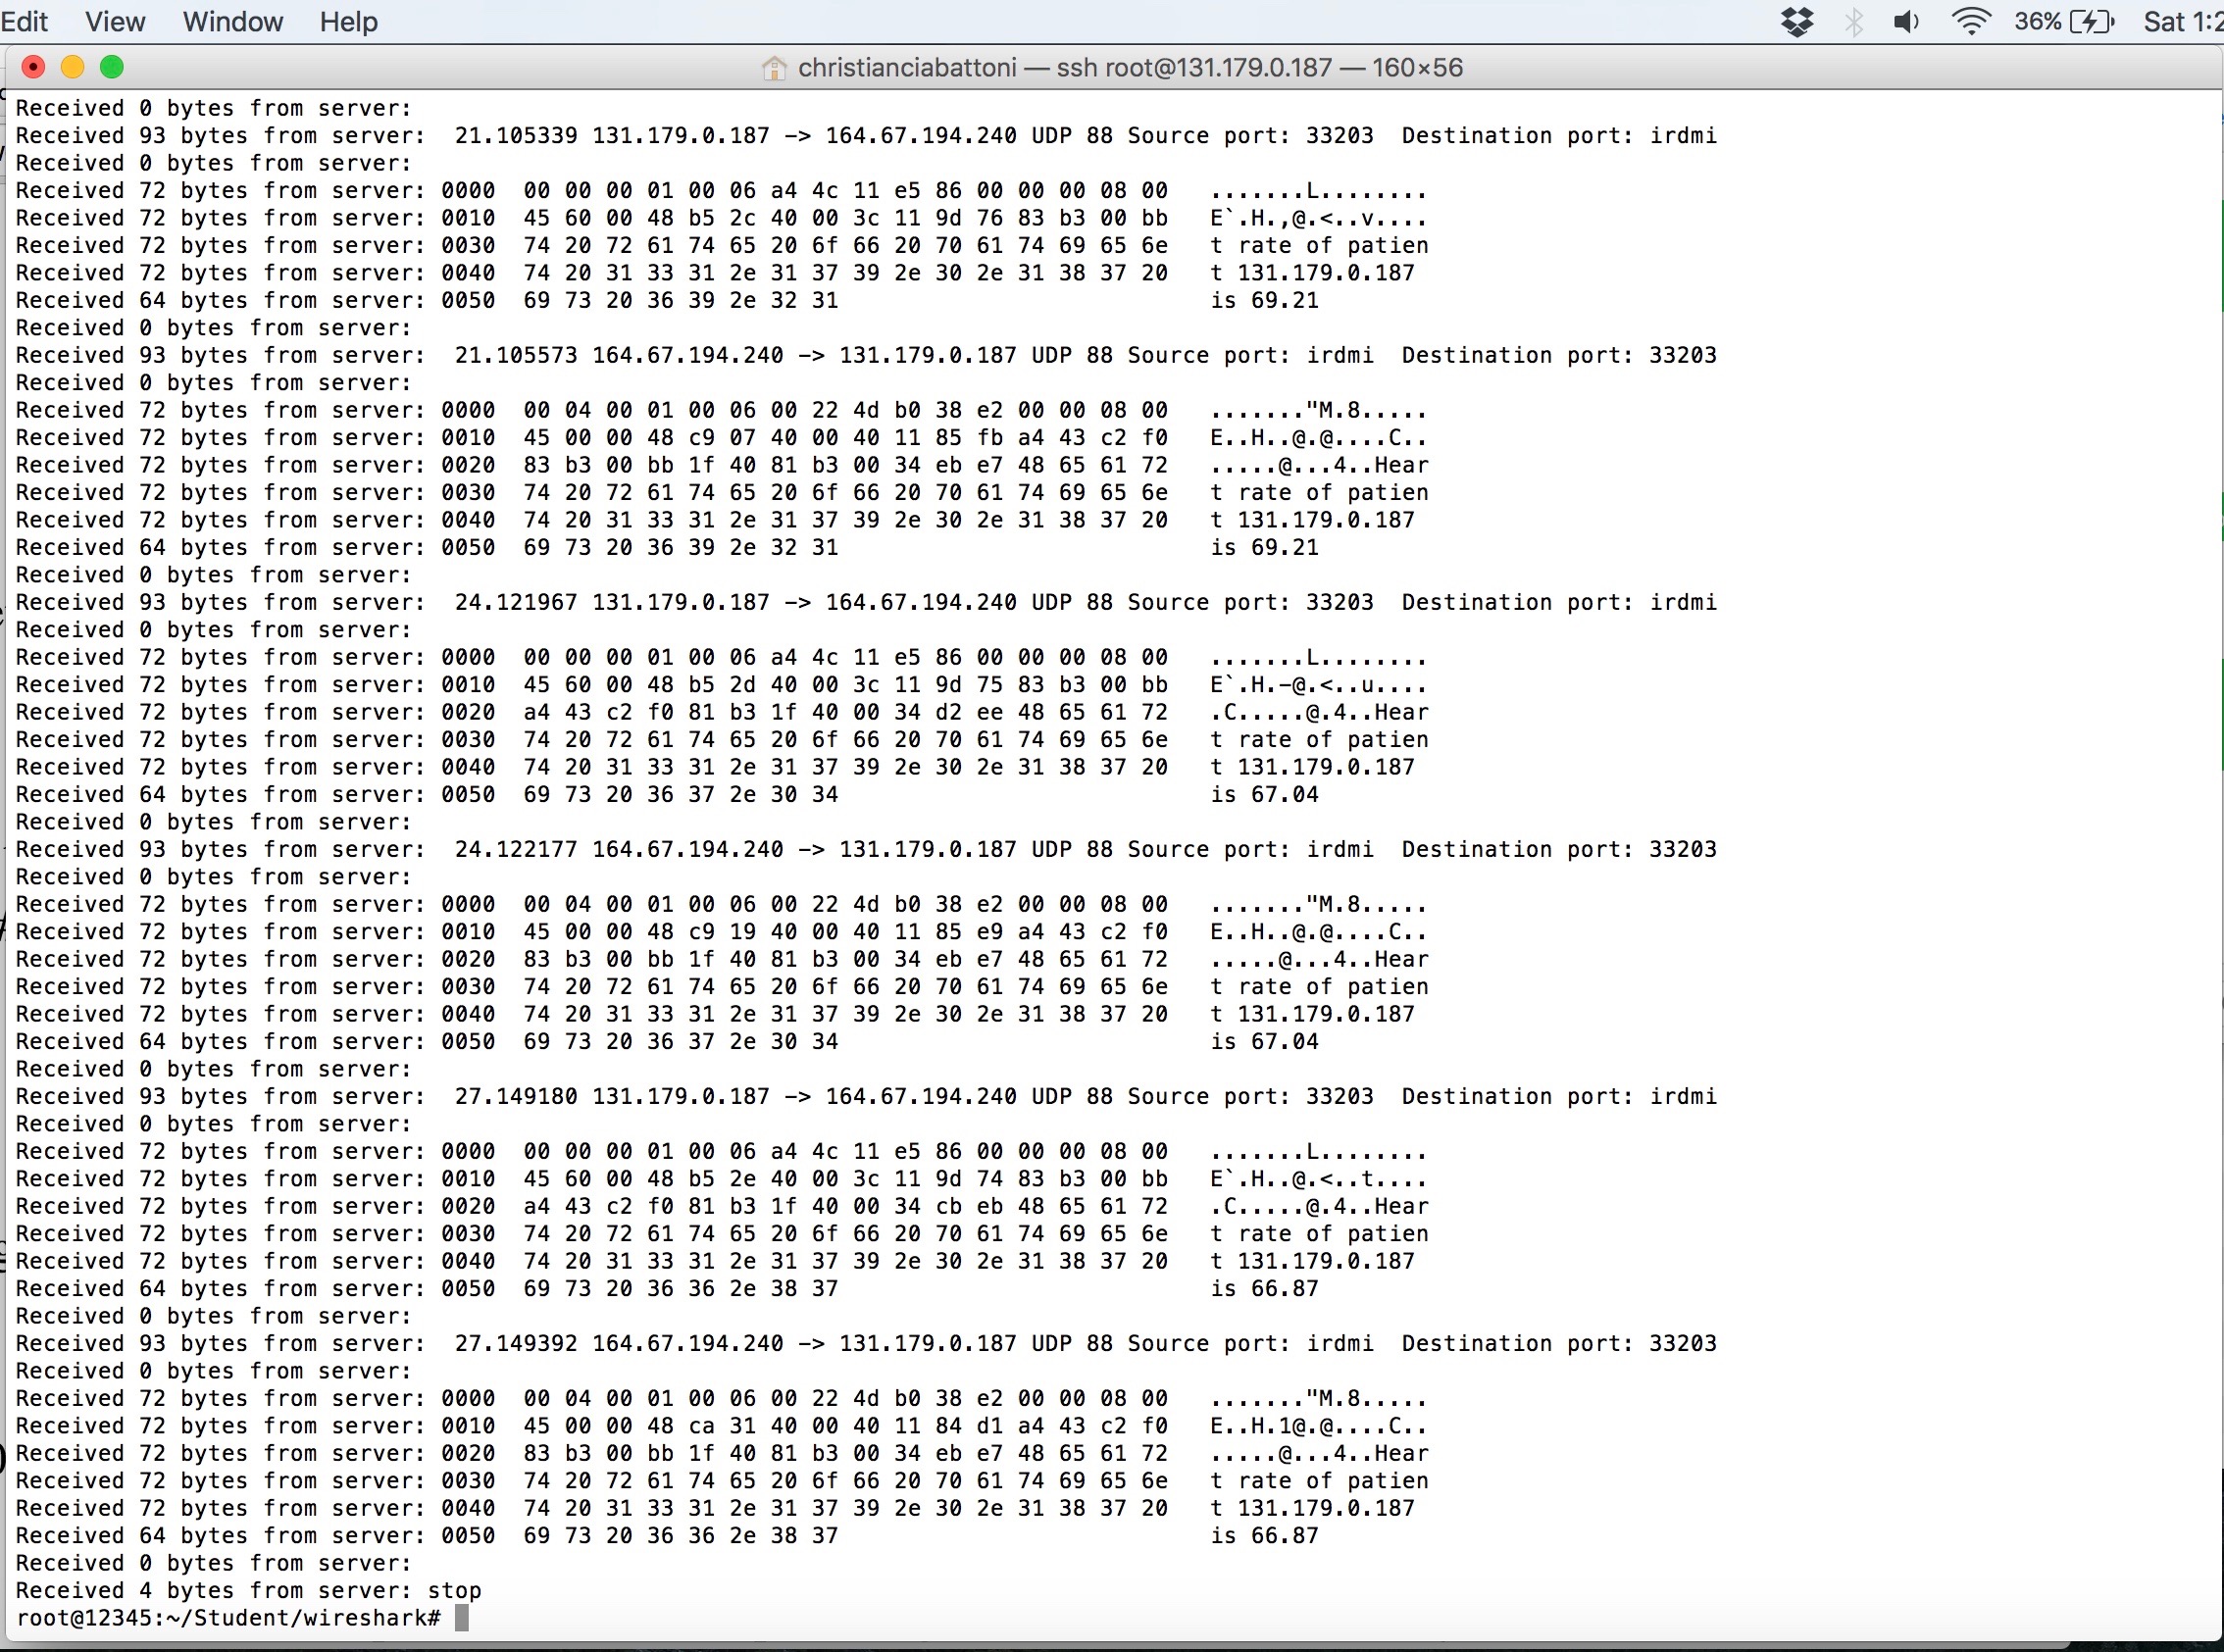 Edit View Window Help 36% Sat 1:2
christianciabattoni — ssh root@131.179.0.187 — 160×56
Received 0 bytes from server:
Received 93 bytes from server:  21.105339 131.179.0.187 -> 164.67.194.240 UDP 88 Source port: 33203  Destination port: irdmi
Received 0 bytes from server:
Received 72 bytes from server: 0000  00 00 00 01 00 06 a4 4c 11 e5 86 00 00 00 08 00   .......L........
Received 72 bytes from server: 0010  45 60 00 48 b5 2c 40 00 3c 11 9d 76 83 b3 00 bb   E`.H.,@.<..v....
Received 72 bytes from server: 0030  74 20 72 61 74 65 20 6f 66 20 70 61 74 69 65 6e   t rate of patien
Received 72 bytes from server: 0040  74 20 31 33 31 2e 31 37 39 2e 30 2e 31 38 37 20   t 131.179.0.187
Received 64 bytes from server: 0050  69 73 20 36 39 2e 32 31                           is 69.21
Received 0 bytes from server:
Received 93 bytes from server:  21.105573 164.67.194.240 -> 131.179.0.187 UDP 88 Source port: irdmi  Destination port: 33203
Received 0 bytes from server:
Received 72 bytes from server: 0000  00 04 00 01 00 06 00 22 4d b0 38 e2 00 00 08 00   ......."M.8.....
Received 72 bytes from server: 0010  45 00 00 48 c9 07 40 00 40 11 85 fb a4 43 c2 f0   E..H..@.@....C..
Received 72 bytes from server: 0020  83 b3 00 bb 1f 40 81 b3 00 34 eb e7 48 65 61 72   .....@...4..Hear
Received 72 bytes from server: 0030  74 20 72 61 74 65 20 6f 66 20 70 61 74 69 65 6e   t rate of patien
Received 72 bytes from server: 0040  74 20 31 33 31 2e 31 37 39 2e 30 2e 31 38 37 20   t 131.179.0.187
Received 64 bytes from server: 0050  69 73 20 36 39 2e 32 31                           is 69.21
Received 0 bytes from server:
Received 93 bytes from server:  24.121967 131.179.0.187 -> 164.67.194.240 UDP 88 Source port: 33203  Destination port: irdmi
Received 0 bytes from server:
Received 72 bytes from server: 0000  00 00 00 01 00 06 a4 4c 11 e5 86 00 00 00 08 00   .......L........
Received 72 bytes from server: 0010  45 60 00 48 b5 2d 40 00 3c 11 9d 75 83 b3 00 bb   E`.H.-@.<..u....
Received 72 bytes from server: 0020  a4 43 c2 f0 81 b3 1f 40 00 34 d2 ee 48 65 61 72   .C.....@.4..Hear
Received 72 bytes from server: 0030  74 20 72 61 74 65 20 6f 66 20 70 61 74 69 65 6e   t rate of patien
Received 72 bytes from server: 0040  74 20 31 33 31 2e 31 37 39 2e 30 2e 31 38 37 20   t 131.179.0.187
Received 64 bytes from server: 0050  69 73 20 36 37 2e 30 34                           is 67.04
Received 0 bytes from server:
Received 93 bytes from server:  24.122177 164.67.194.240 -> 131.179.0.187 UDP 88 Source port: irdmi  Destination port: 33203
Received 0 bytes from server:
Received 72 bytes from server: 0000  00 04 00 01 00 06 00 22 4d b0 38 e2 00 00 08 00   ......."M.8.....
Received 72 bytes from server: 0010  45 00 00 48 c9 19 40 00 40 11 85 e9 a4 43 c2 f0   E..H..@.@....C..
Received 72 bytes from server: 0020  83 b3 00 bb 1f 40 81 b3 00 34 eb e7 48 65 61 72   .....@...4..Hear
Received 72 bytes from server: 0030  74 20 72 61 74 65 20 6f 66 20 70 61 74 69 65 6e   t rate of patien
Received 72 bytes from server: 0040  74 20 31 33 31 2e 31 37 39 2e 30 2e 31 38 37 20   t 131.179.0.187
Received 64 bytes from server: 0050  69 73 20 36 37 2e 30 34                           is 67.04
Received 0 bytes from server:
Received 93 bytes from server:  27.149180 131.179.0.187 -> 164.67.194.240 UDP 88 Source port: 33203  Destination port: irdmi
Received 0 bytes from server:
Received 72 bytes from server: 0000  00 00 00 01 00 06 a4 4c 11 e5 86 00 00 00 08 00   .......L........
Received 72 bytes from server: 0010  45 60 00 48 b5 2e 40 00 3c 11 9d 74 83 b3 00 bb   E`.H..@.<..t....
Received 72 bytes from server: 0020  a4 43 c2 f0 81 b3 1f 40 00 34 cb eb 48 65 61 72   .C.....@.4..Hear
Received 72 bytes from server: 0030  74 20 72 61 74 65 20 6f 66 20 70 61 74 69 65 6e   t rate of patien
Received 72 bytes from server: 0040  74 20 31 33 31 2e 31 37 39 2e 30 2e 31 38 37 20   t 131.179.0.187
Received 64 bytes from server: 0050  69 73 20 36 36 2e 38 37                           is 66.87
Received 0 bytes from server:
Received 93 bytes from server:  27.149392 164.67.194.240 -> 131.179.0.187 UDP 88 Source port: irdmi  Destination port: 33203
Received 0 bytes from server:
Received 72 bytes from server: 0000  00 04 00 01 00 06 00 22 4d b0 38 e2 00 00 08 00   ......."M.8.....
Received 72 bytes from server: 0010  45 00 00 48 ca 31 40 00 40 11 84 d1 a4 43 c2 f0   E..H.1@.@....C..
Received 72 bytes from server: 0020  83 b3 00 bb 1f 40 81 b3 00 34 eb e7 48 65 61 72   .....@...4..Hear
Received 72 bytes from server: 0030  74 20 72 61 74 65 20 6f 66 20 70 61 74 69 65 6e   t rate of patien
Received 72 bytes from server: 0040  74 20 31 33 31 2e 31 37 39 2e 30 2e 31 38 37 20   t 131.179.0.187
Received 64 bytes from server: 0050  69 73 20 36 36 2e 38 37                           is 66.87
Received 0 bytes from server:
Received 4 bytes from server: stop
root@12345:~/Student/wireshark#